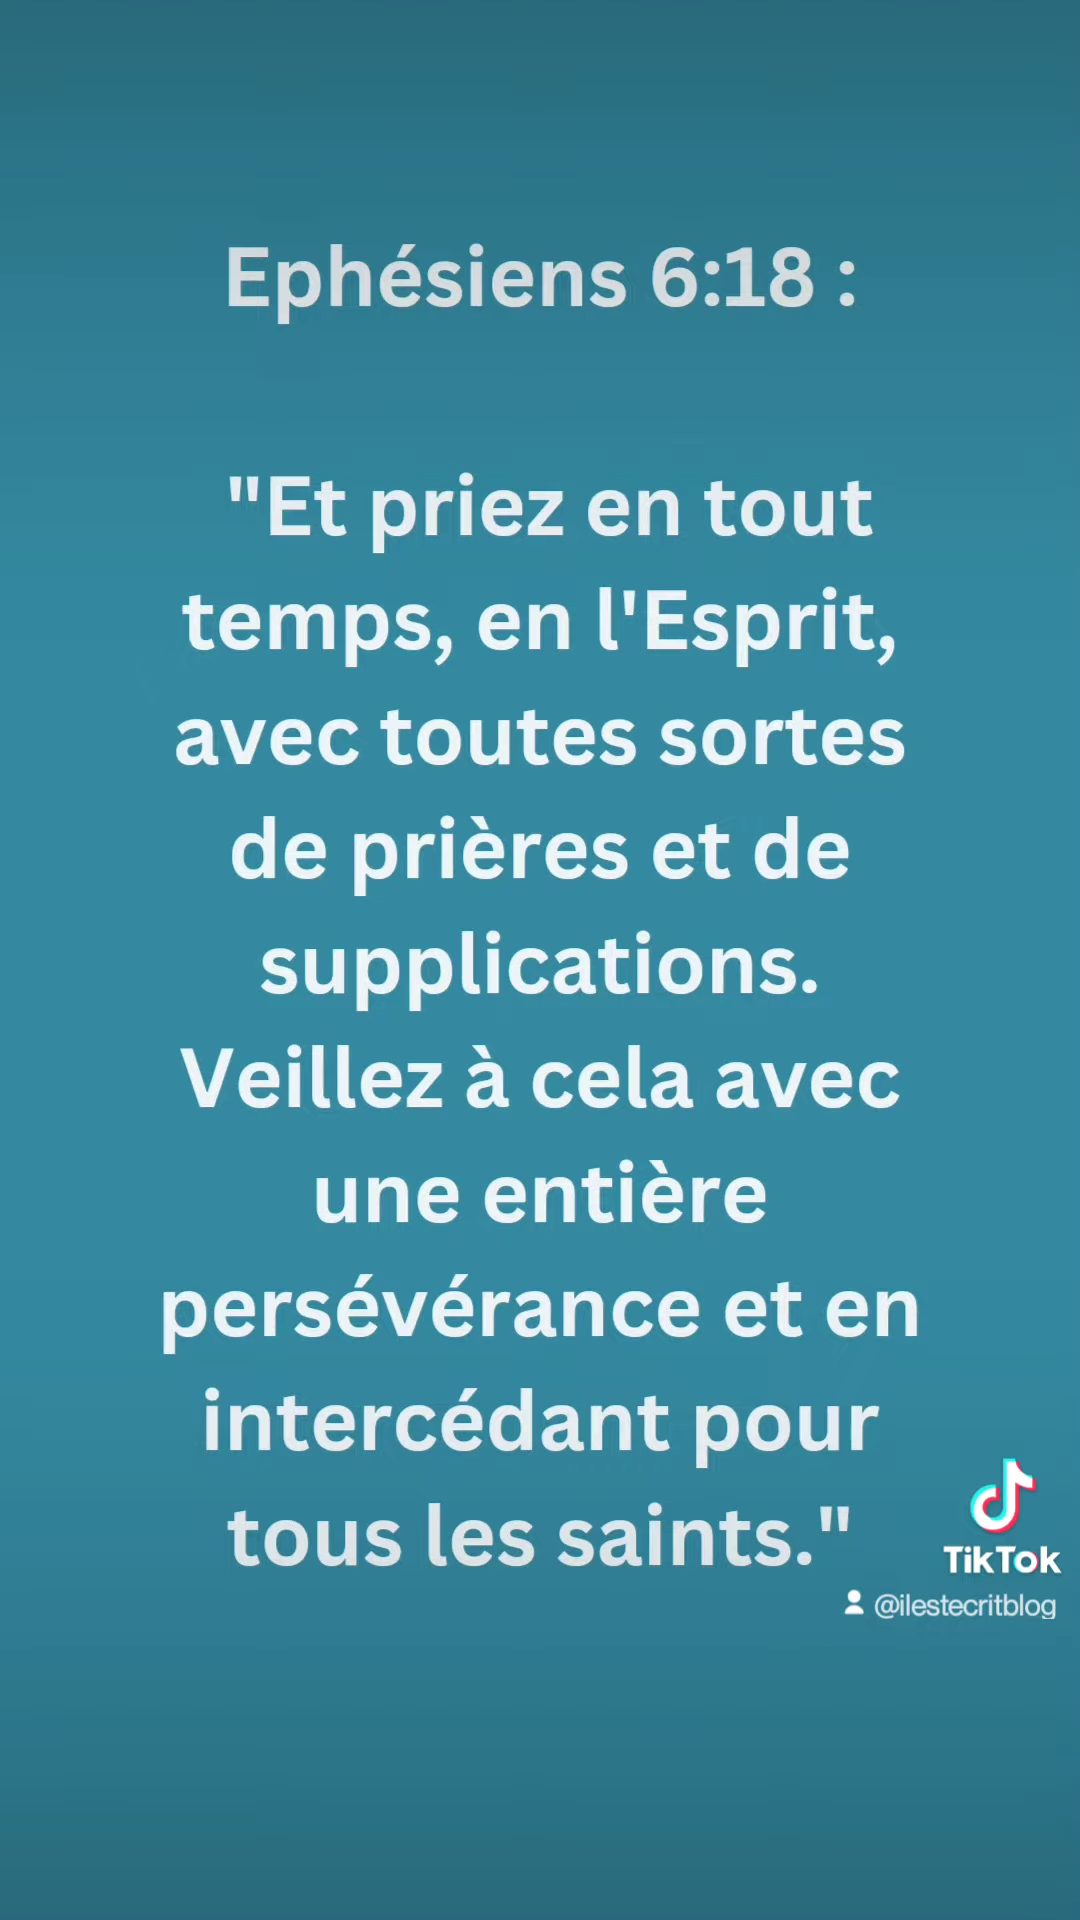 Ephésiens 6:18 :
"Et priez en tout
temps, en l'Esprit,
avec toutes sortes
de prières et de
supplications.
Veillez à cela avec
une entière
persévérance et en
intercédant pour
tous les saints."
TikTok
@ilestecritblog